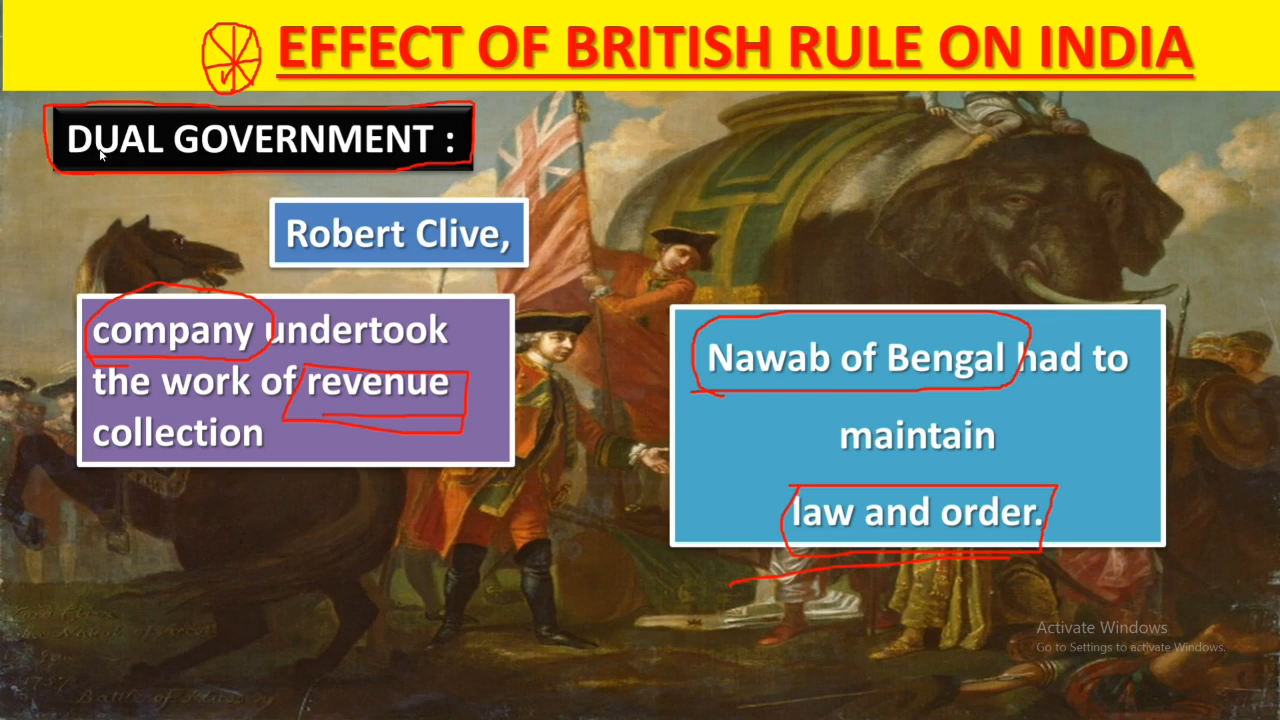 EFFECT OF BRITISH RULE ON INDIA
DUAL GOVERNMENT :
Robert Clive,
company undertook
the work of revenue
collection
Nawab of Bengal had to
maintain
law and order.
Activate Windows
Go to Settings to activate Windows.